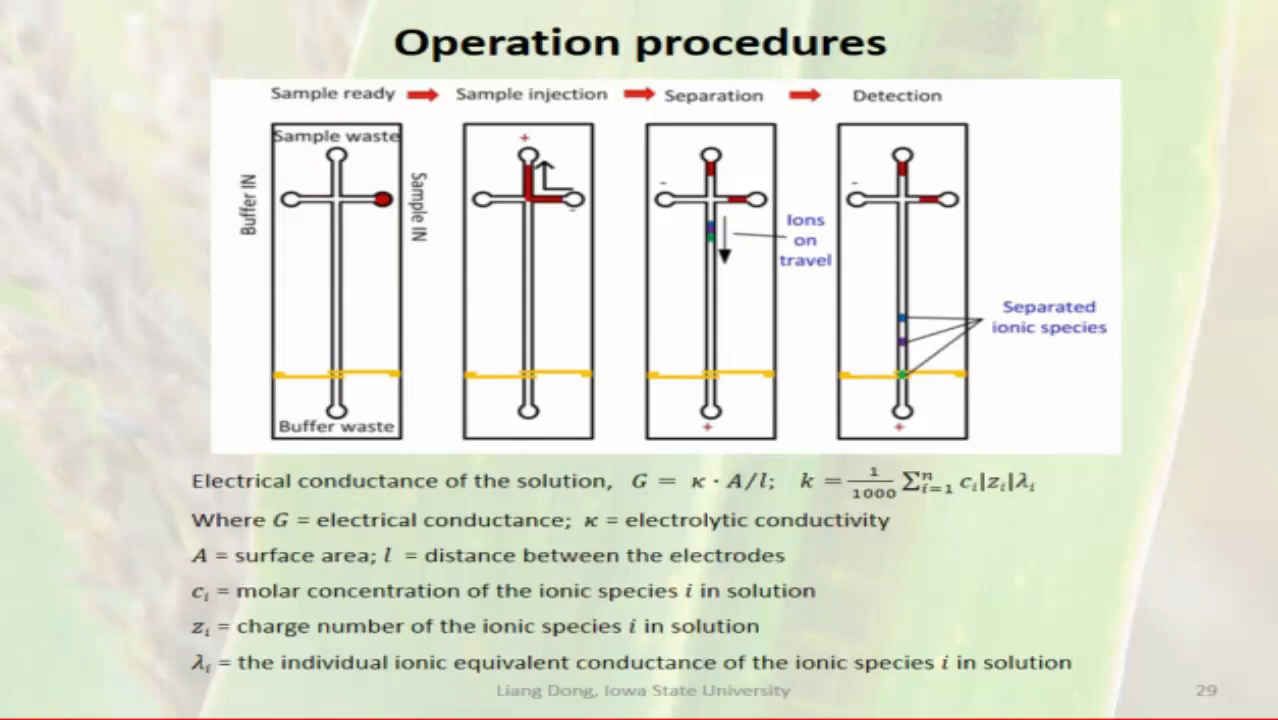 Operation procedures
Sample ready Sample injection Separation Detection
Sample waste
Buffer IN
Sample IN
Buffer waste
+
-
-
+
Ions
on
travel
-
+
Separated
ionic species
Electrical conductance of the solution, G = κ · A/l; k = 1/1000 ∑ⁿᵢ₌₁ cᵢ|zᵢ|λᵢ
Where G = electrical conductance; κ = electrolytic conductivity
A = surface area; l = distance between the electrodes
cᵢ = molar concentration of the ionic species i in solution
zᵢ = charge number of the ionic species i in solution
λᵢ = the individual ionic equivalent conductance of the ionic species i in solution
Liang Dong, Iowa State University
29